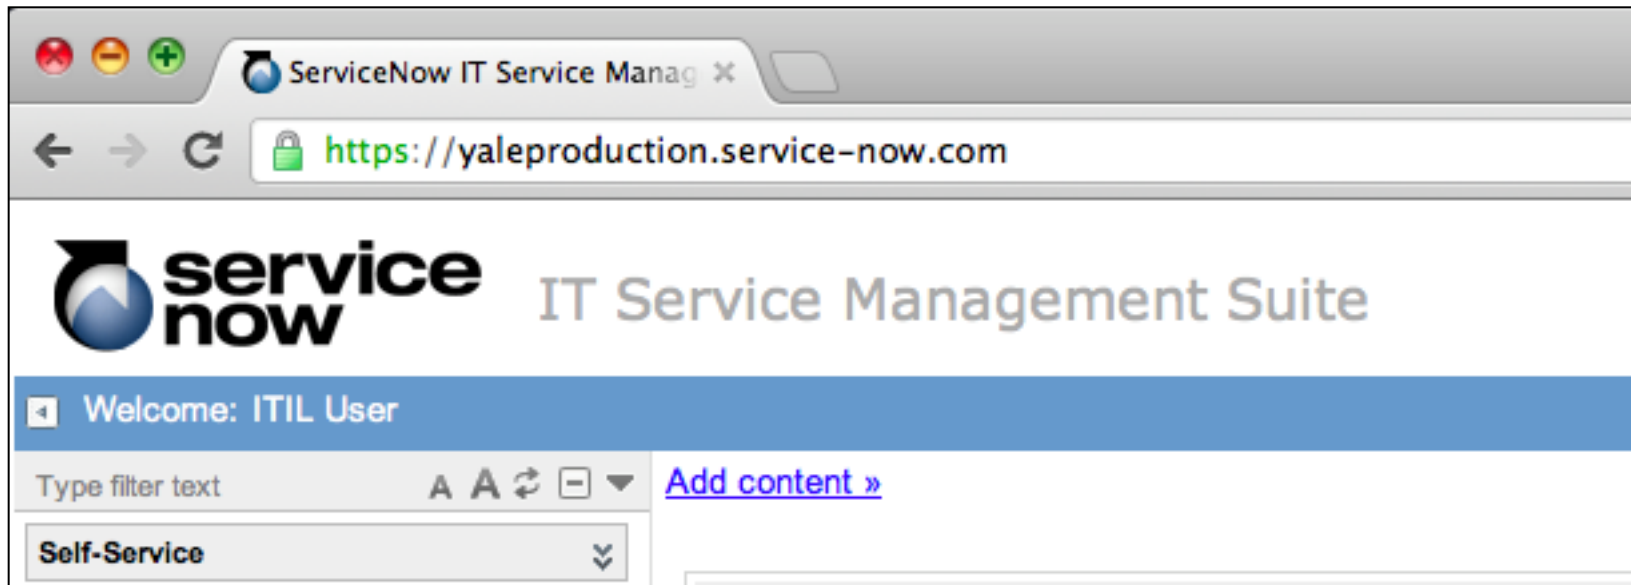 ServiceNow IT Service Manag
https://yaleproduction.service-now.com
service now
IT Service Management Suite
Welcome: ITIL User
Type filter text A A
Add content »
Self-Service